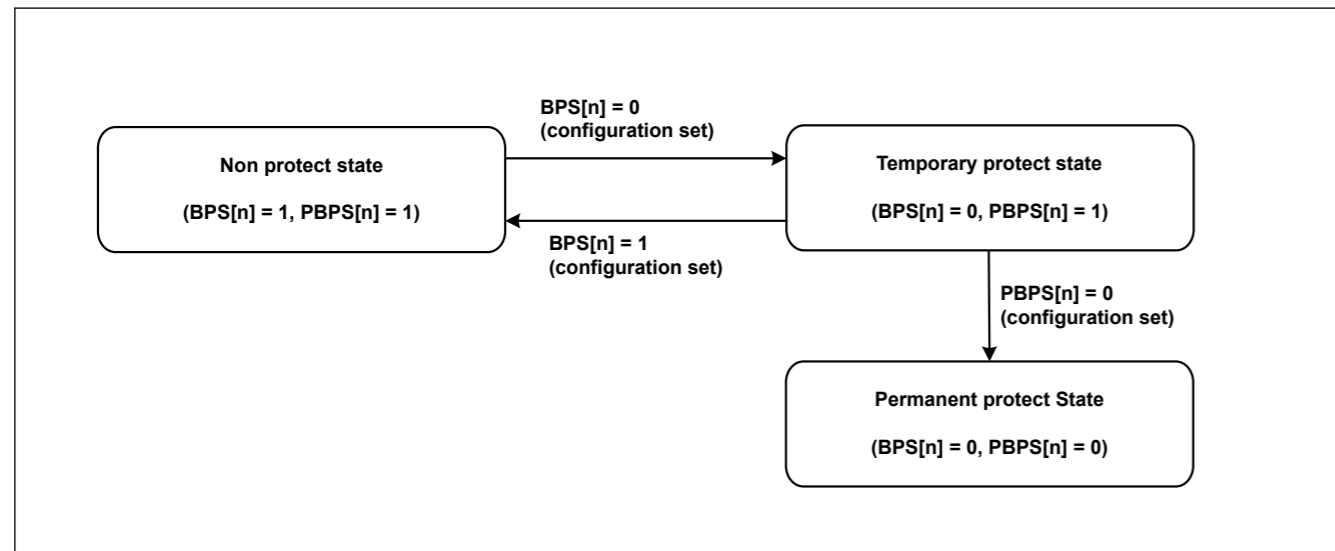 BPS[n] = 0
(configuration set)
Non protect state
(BPS[n] = 1, PBPS[n] = 1)
Temporary protect state
(BPS[n] = 0, PBPS[n] = 1)
BPS[n] = 1
(configuration set)
PBPS[n] = 0
(configuration set)
Permanent protect State
(BPS[n] = 0, PBPS[n] = 0)